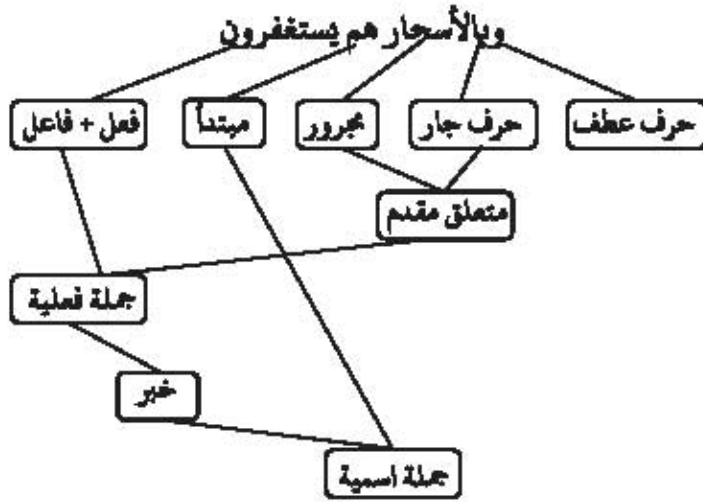 وبالأسحار هم يستغفرون
حرف عطف
حرف جار
مجرور
مبتدأ
فعل + فاعل
متعلق مقدم
جملة فعلية
خبر
جملة اسمية